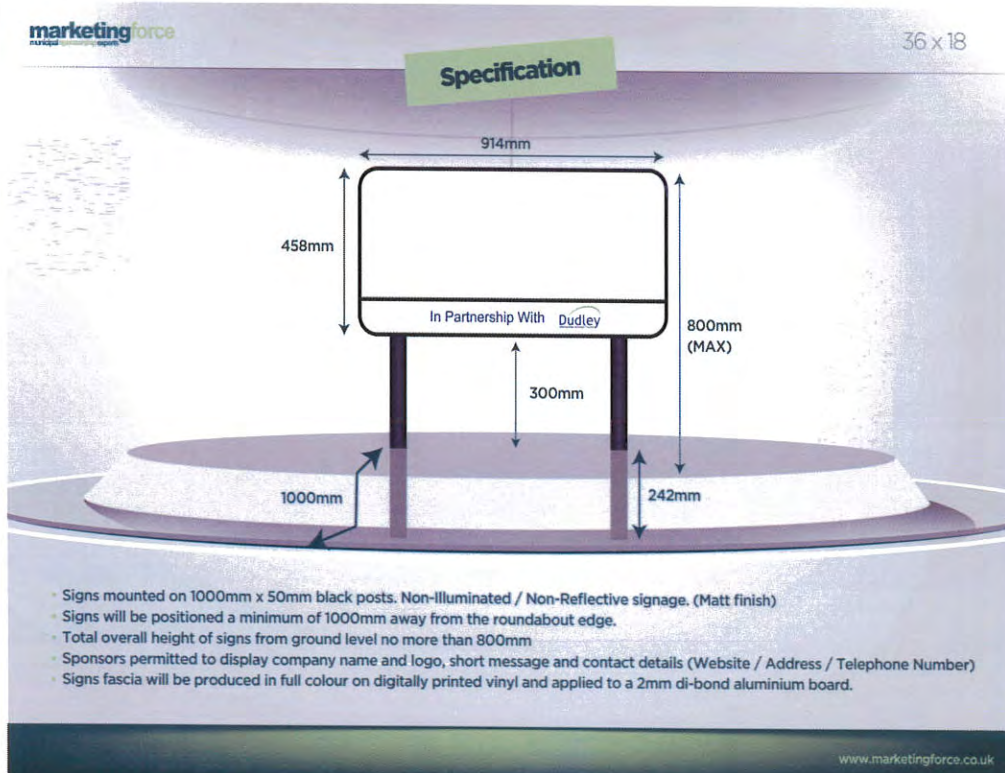 marketingforce
municipal sponsorship experts
36 x 18
Specification
914mm
458mm
In Partnership With Dudley
800mm
(MAX)
300mm
1000mm
242mm
Signs mounted on 1000mm x 50mm black posts. Non-Illuminated / Non-Reflective signage. (Matt finish)
Signs will be positioned a minimum of 1000mm away from the roundabout edge.
Total overall height of signs from ground level no more than 800mm
Sponsors permitted to display company name and logo, short message and contact details (Website / Address / Telephone Number)
Signs fascia will be produced in full colour on digitally printed vinyl and applied to a 2mm di-bond aluminium board.
www.marketingforce.co.uk